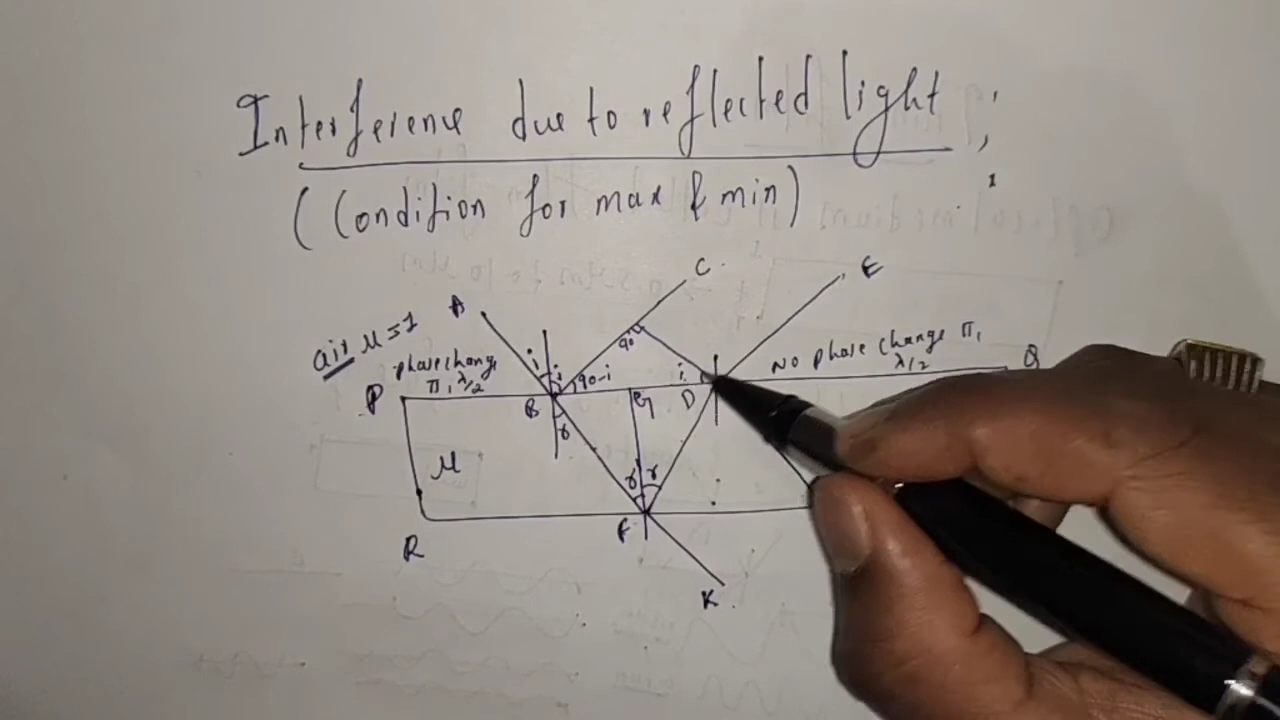 Interference due to reflected light ;
(Condition for max & min)
C
E
A
air μ=1
i
i
90
phase change
π, λ/2
90-i
i
NO phase change π,
λ/2
Q
P
B
G
D
r
μ
r
r
R
F
K